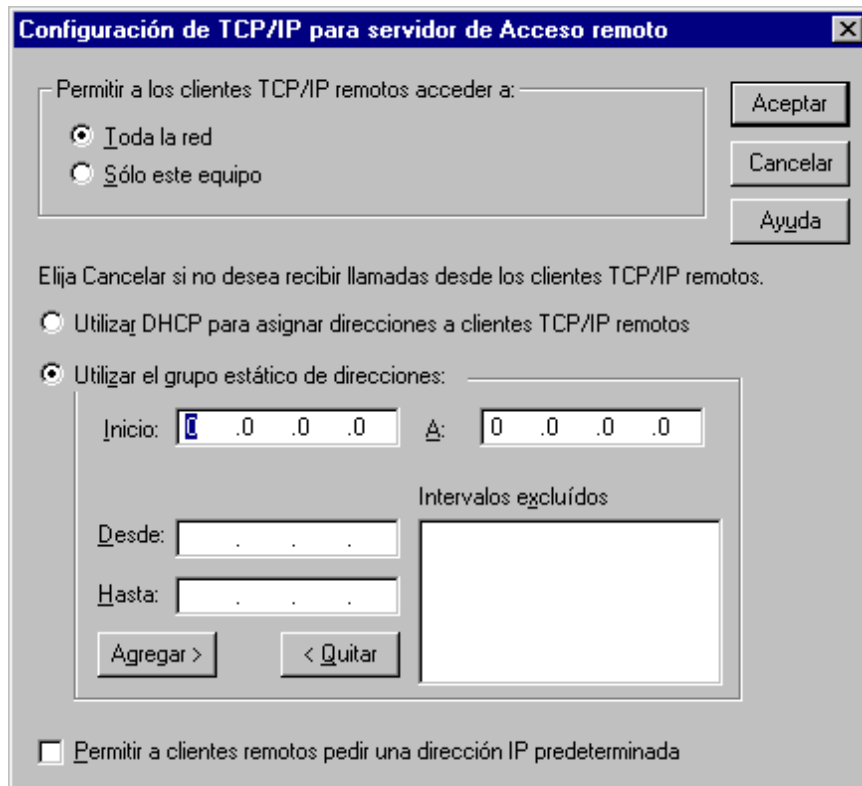 Configuración de TCP/IP para servidor de Acceso remoto
Permitir a los clientes TCP/IP remotos acceder a:
Toda la red
Sólo este equipo
Aceptar
Cancelar
Ayuda
Elija Cancelar si no desea recibir llamadas desde los clientes TCP/IP remotos.
Utilizar DHCP para asignar direcciones a clientes TCP/IP remotos
Utilizar el grupo estático de direcciones:
Inicio: 0 .0 .0 .0 A: 0 .0 .0 .0
Intervalos excluídos
Desde: . . .
Hasta: . . .
Agregar > < Quitar
Permitir a clientes remotos pedir una dirección IP predeterminada